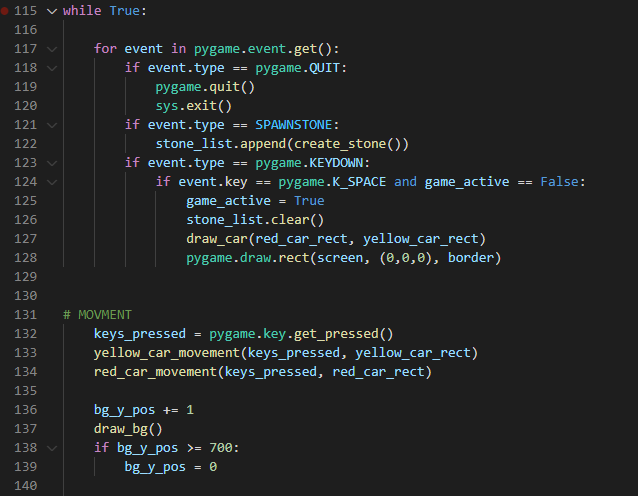 115 while True:
116
117 for event in pygame.event.get():
118 if event.type == pygame.QUIT:
119 pygame.quit()
120 sys.exit()
121 if event.type == SPAWNSTONE:
122 stone_list.append(create_stone())
123 if event.type == pygame.KEYDOWN:
124 if event.key == pygame.K_SPACE and game_active == False:
125 game_active = True
126 stone_list.clear()
127 draw_car(red_car_rect, yellow_car_rect)
128 pygame.draw.rect(screen, (0,0,0), border)
129
130
131 # MOVMENT
132 keys_pressed = pygame.key.get_pressed()
133 yellow_car_movement(keys_pressed, yellow_car_rect)
134 red_car_movement(keys_pressed, red_car_rect)
135
136 bg_y_pos += 1
137 draw_bg()
138 if bg_y_pos >= 700:
139 bg_y_pos = 0
140